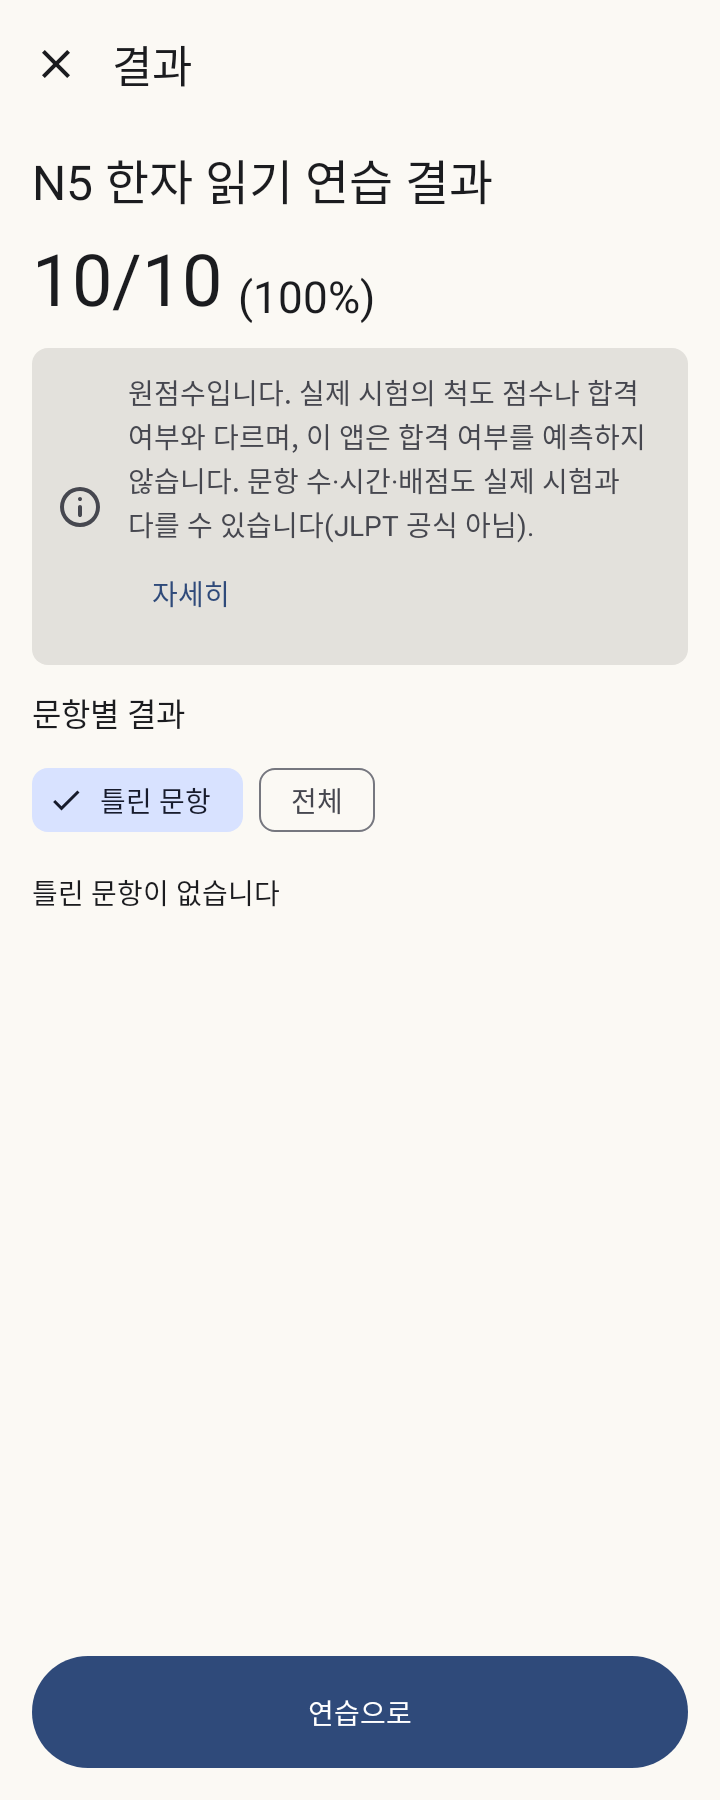 결과
N5 한자 읽기 연습 결과
10/10 (100%)
원점수입니다. 실제 시험의 척도 점수나 합격
여부와 다르며, 이 앱은 합격 여부를 예측하지
않습니다. 문항 수·시간·배점도 실제 시험과
다를 수 있습니다(JLPT 공식 아님).
자세히
문항별 결과
틀린 문항 전체
틀린 문항이 없습니다
연습으로